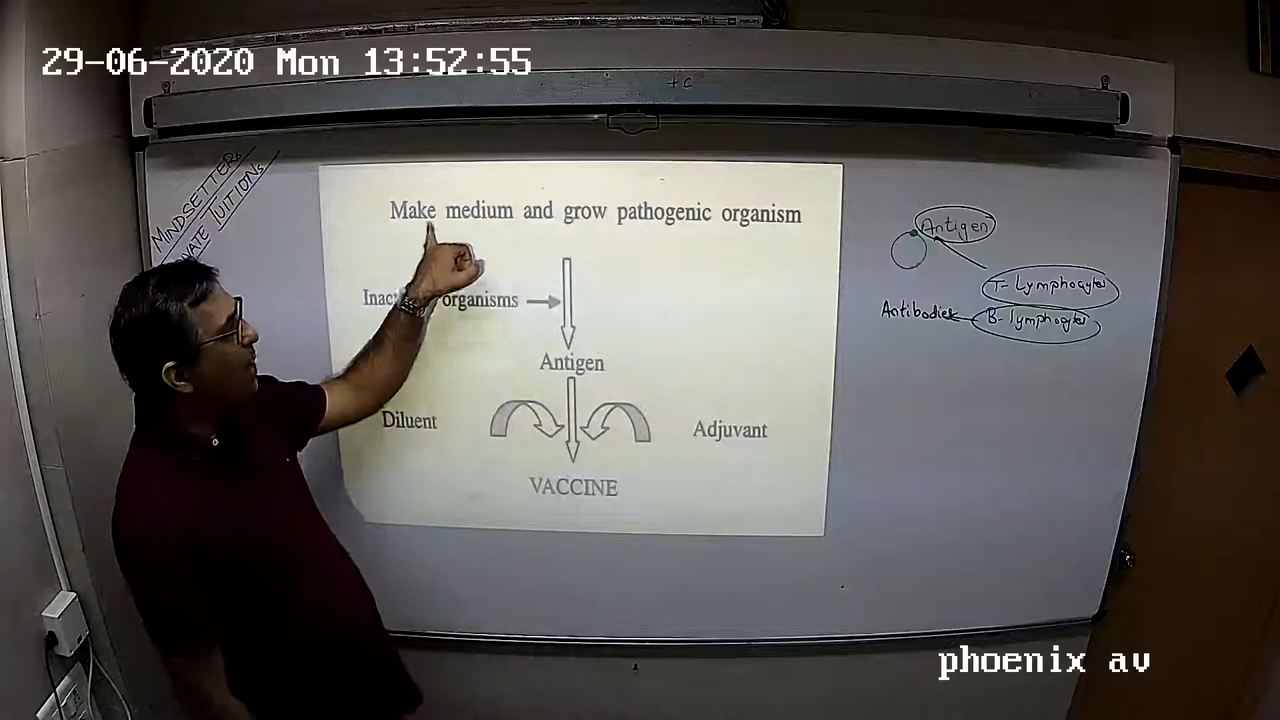 29-06-2020 Mon 13:52:55
+C
MINDSETTERS
TUITIONS
Make medium and grow pathogenic organism
organisms
Antigen
Diluent
Adjuvant
VACCINE
Antigen
T- Lymphocytes
Antibodies
B- lymphocytes
phoenix av